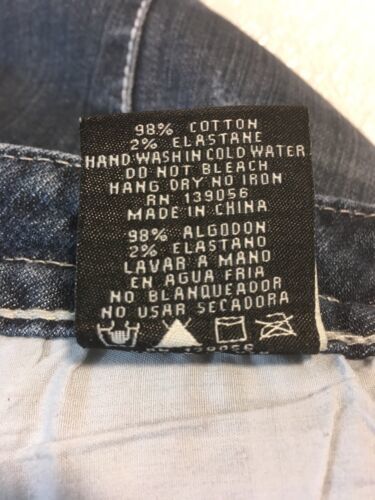 98% COTTON
2% ELASTANE
HAND WASH IN COLD WATER
DO NOT BLEACH
HANG DRY NO IRON
RN 139056
MADE IN CHINA
98% ALGODON
2% ELASTANO
LAVAR A MANO
EN AGUA FRIA
NO BLANQUEADOR
NO USAR SECADORA